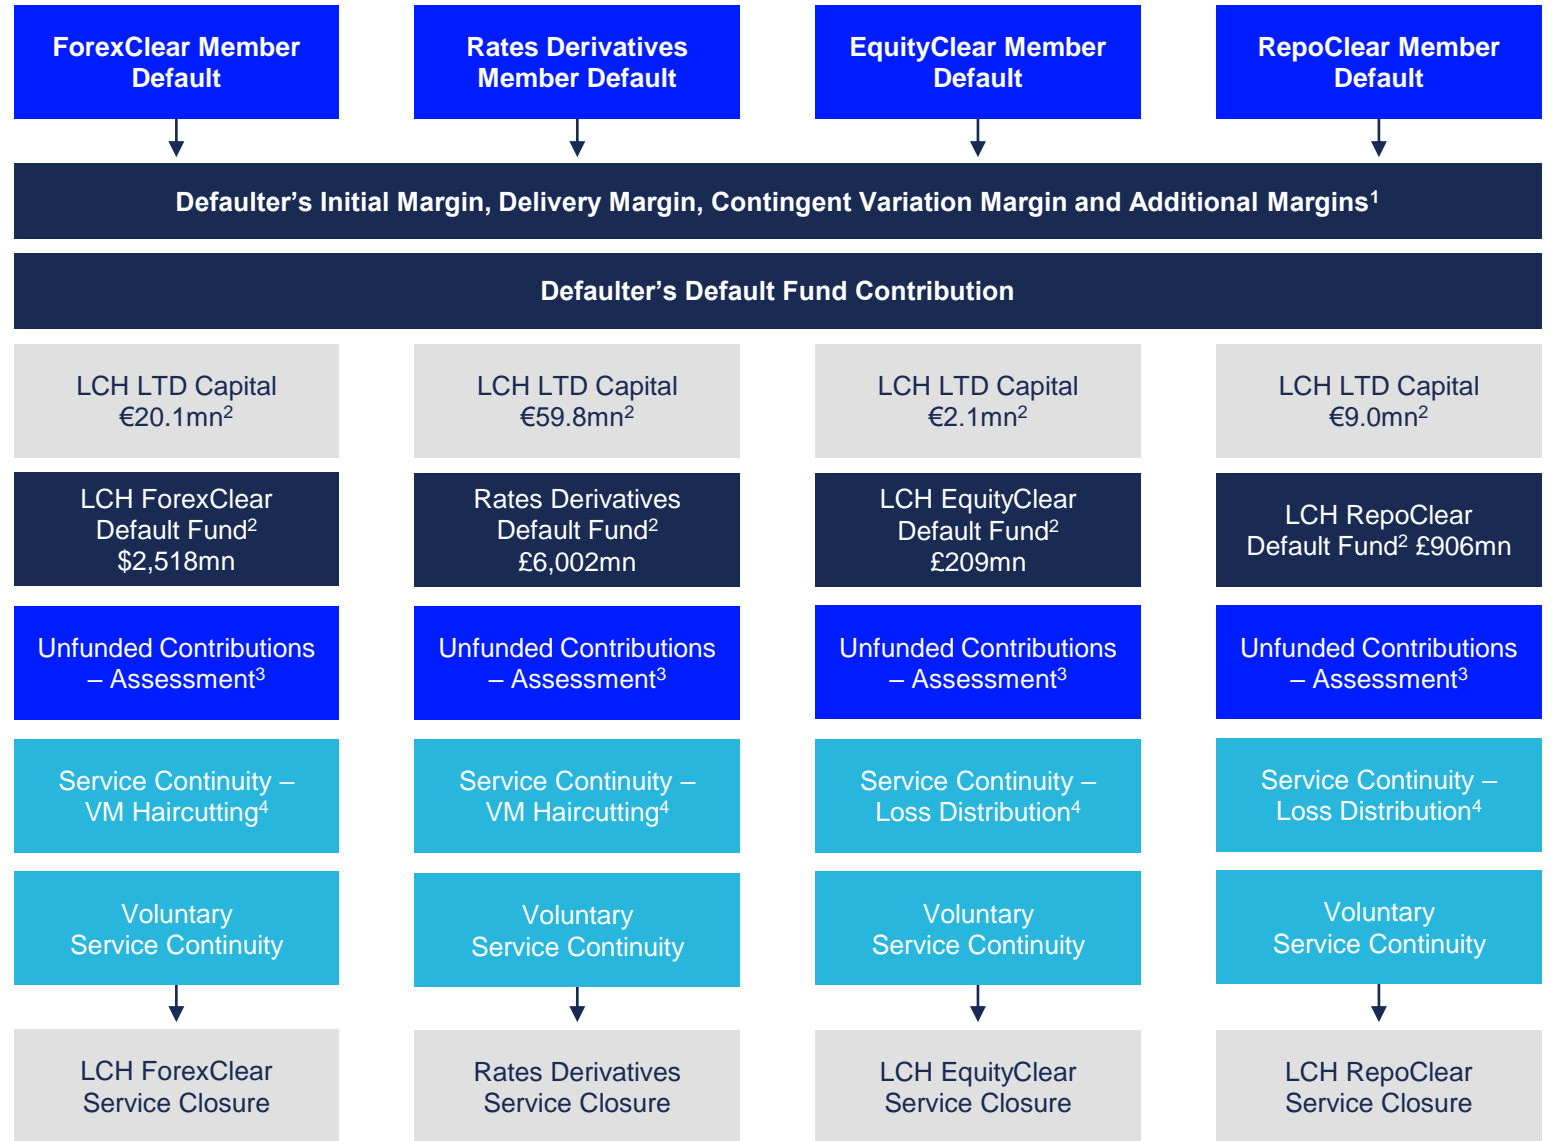 ForexClear Member
Default
Rates Derivatives
Member Default
EquityClear Member
Default
RepoClear Member
Default
Defaulter’s Initial Margin, Delivery Margin, Contingent Variation Margin and Additional Margins¹
Defaulter’s Default Fund Contribution
LCH LTD Capital
€20.1mn²
LCH LTD Capital
€59.8mn²
LCH LTD Capital
€2.1mn²
LCH LTD Capital
€9.0mn²
LCH ForexClear
Default Fund²
$2,518mn
Rates Derivatives
Default Fund²
£6,002mn
LCH EquityClear
Default Fund²
£209mn
LCH RepoClear
Default Fund² £906mn
Unfunded Contributions
– Assessment³
Unfunded Contributions
– Assessment³
Unfunded Contributions
– Assessment³
Unfunded Contributions
– Assessment³
Service Continuity –
VM Haircutting⁴
Service Continuity –
VM Haircutting⁴
Service Continuity –
Loss Distribution⁴
Service Continuity –
Loss Distribution⁴
Voluntary
Service Continuity
Voluntary
Service Continuity
Voluntary
Service Continuity
Voluntary
Service Continuity
LCH ForexClear
Service Closure
Rates Derivatives
Service Closure
LCH EquityClear
Service Closure
LCH RepoClear
Service Closure